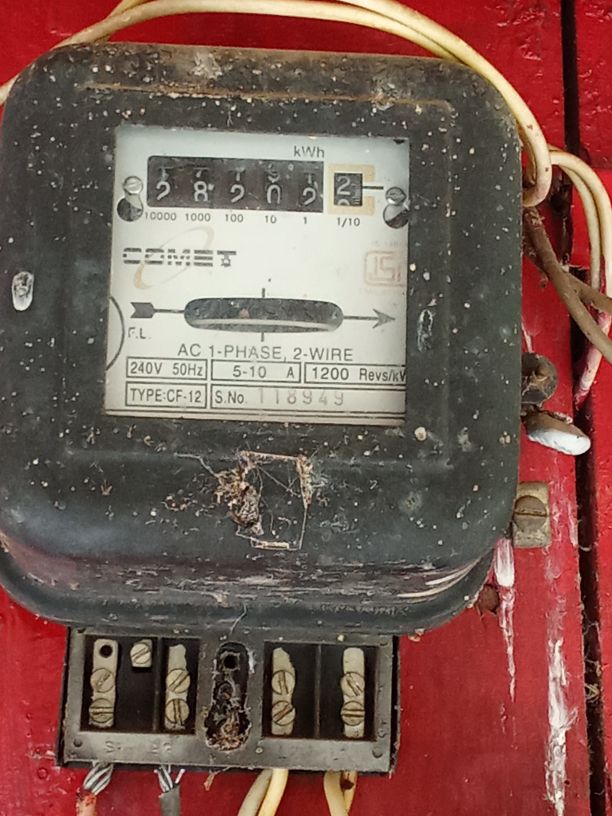 kWh
2 8 2 0 2 2
10000 1000 100 10 1 1/10
COMET
ISI
F.L.
AC 1-PHASE, 2-WIRE
240V 50Hz 5-10 A 1200 Revs/kW
TYPE:CF-12 S.No. 118949